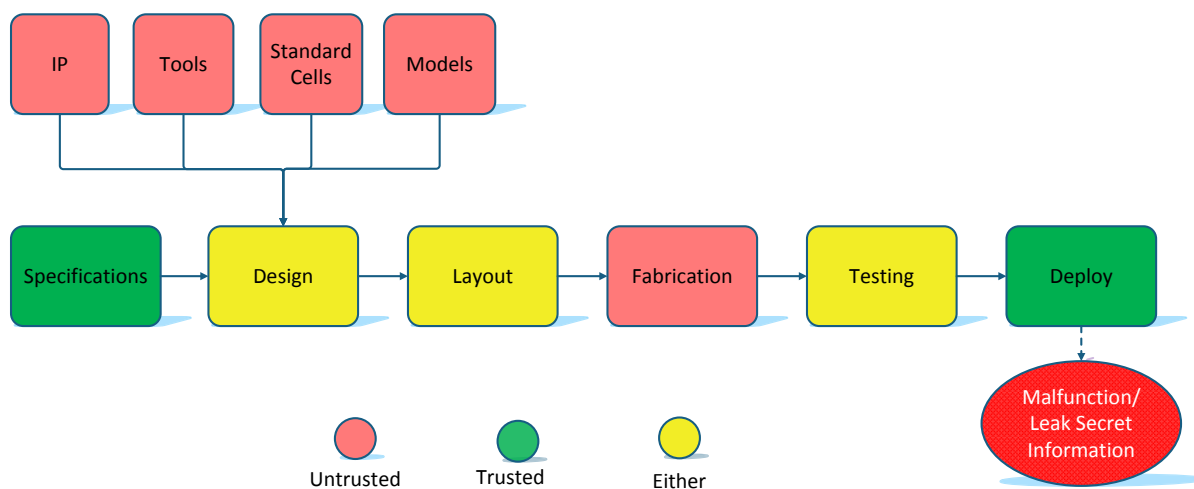 IP
Tools
Standard
Cells
Models
Specifications
Design
Layout
Fabrication
Testing
Deploy
Malfunction/
Leak Secret
Information
Untrusted
Trusted
Either